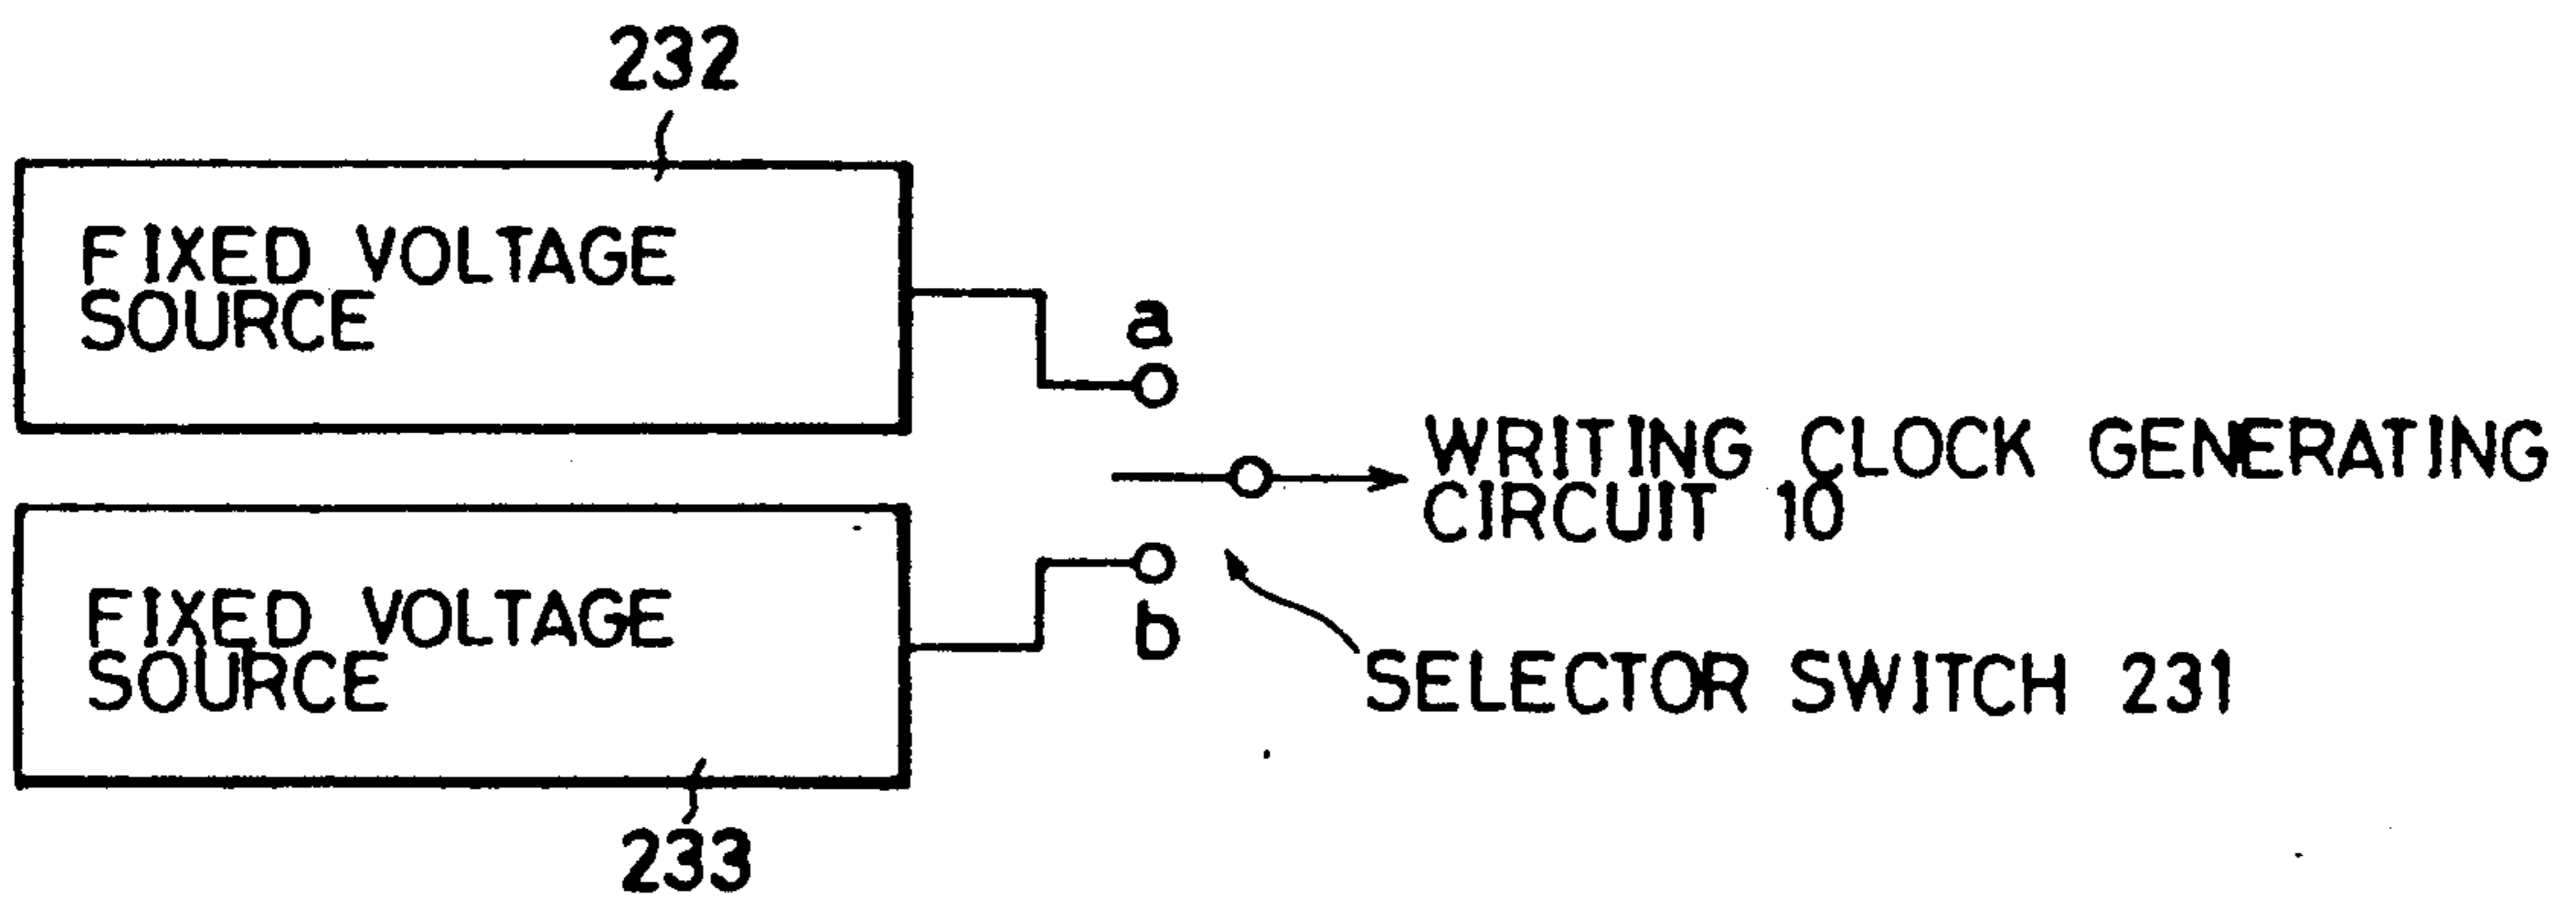 232
FIXED VOLTAGE
SOURCE
a
WRITING CLOCK GENERATING
CIRCUIT 10
FIXED VOLTAGE
SOURCE
b
SELECTOR SWITCH 231
233